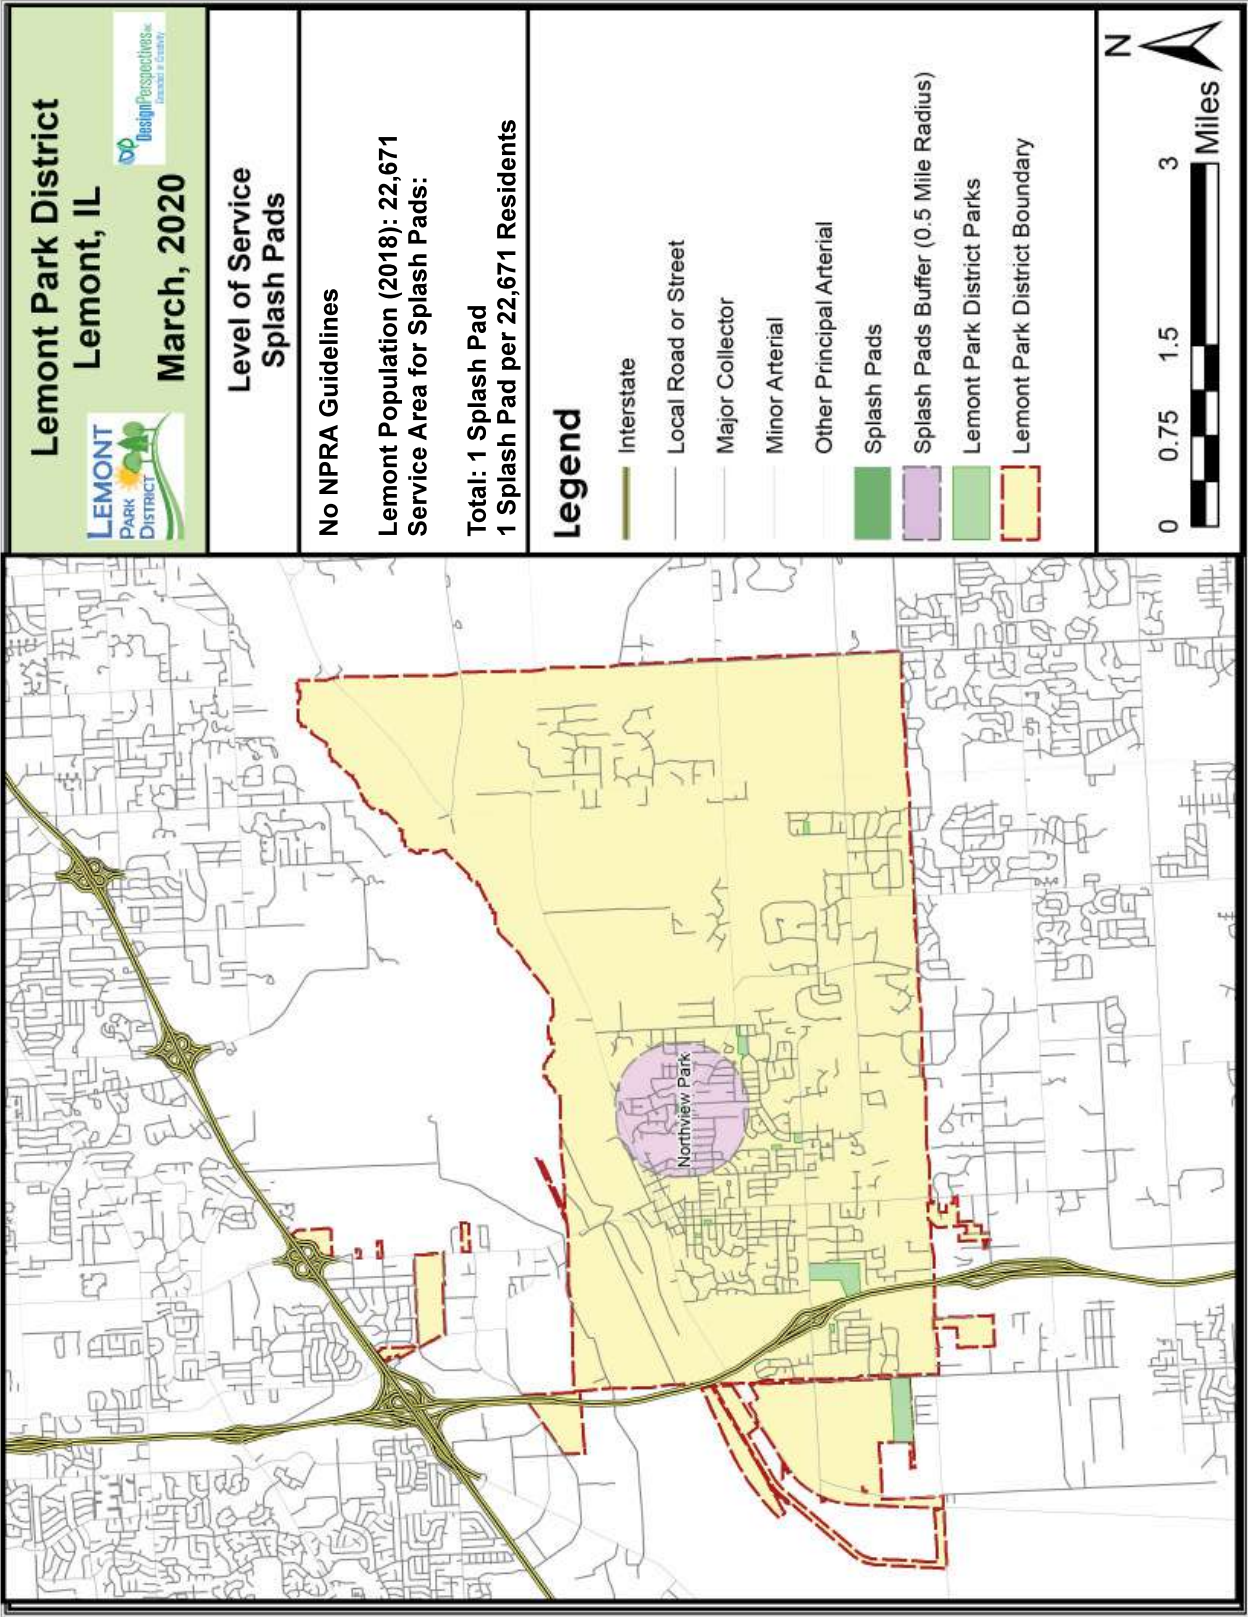 Lemont Park District
Lemont, IL
March, 2020
LEMONT
PARK
DISTRICT
DesignPerspectives
Grounded in Creativity
Level of Service
Splash Pads
No NPRA Guidelines
Lemont Population (2018): 22,671
Service Area for Splash Pads:
Total: 1 Splash Pad
1 Splash Pad per 22,671 Residents
Legend
Interstate
Local Road or Street
Major Collector
Minor Arterial
Other Principal Arterial
Splash Pads
Splash Pads Buffer (0.5 Mile Radius)
Lemont Park District Parks
Lemont Park District Boundary
N
0 0.75 1.5 3
Miles
Northview Park